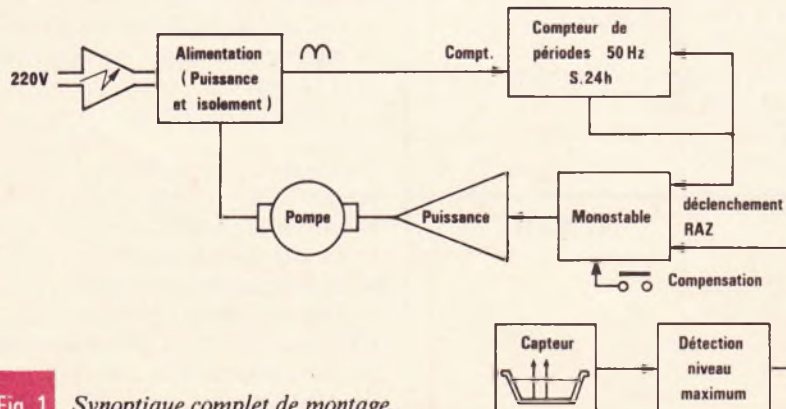 220V
Alimentation
( Puissance
et isolement )
Compt.
Compteur de
périodes 50 Hz
S.24h
Pompe
Puissance
Monostable
déclenchement
RAZ
Compensation
Capteur
Détection
niveau
maximum
Fig. 1 Synoptique complet de montage